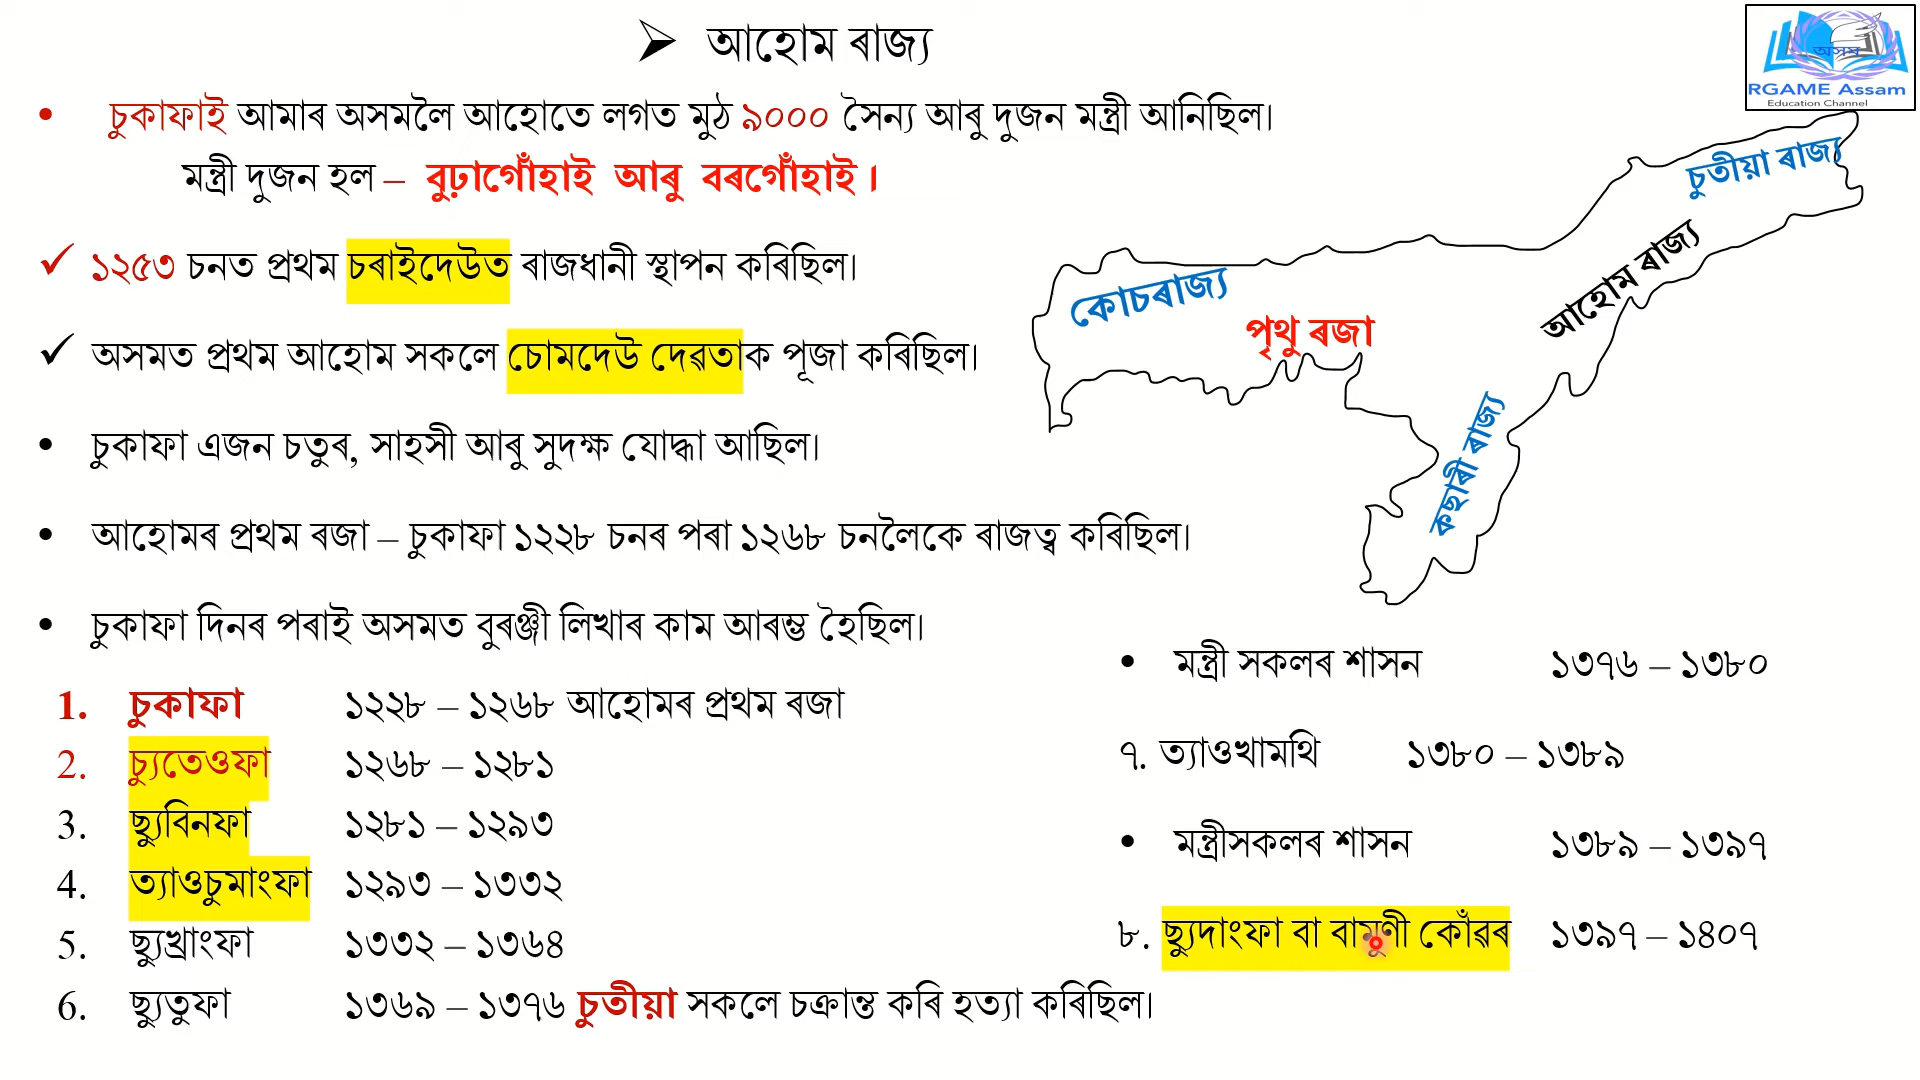 ➢ আহোম ৰাজ্য
অসম
RGAME Assam
Education Channel
• চুকাফাই আমাৰ অসমলৈ আহোতে লগত মুঠ ৯০০০ সৈন্য আৰু দুজন মন্ত্ৰী আনিছিল।
মন্ত্ৰী দুজন হল – বুঢ়াগোঁহাই আৰু বৰগোঁহাই।
✓ ১২৫৩ চনত প্ৰথম চৰাইদেউত ৰাজধানী স্থাপন কৰিছিল।
✓ অসমত প্ৰথম আহোম সকলে চোমদেউ দেৱতাক পূজা কৰিছিল।
• চুকাফা এজন চতুৰ, সাহসী আৰু সুদক্ষ যোদ্ধা আছিল।
• আহোমৰ প্ৰথম ৰজা – চুকাফা ১২২৮ চনৰ পৰা ১২৬৮ চনলৈকে ৰাজত্ব কৰিছিল।
• চুকাফা দিনৰ পৰাই অসমত বুৰঞ্জী লিখাৰ কাম আৰম্ভ হৈছিল।
1. চুকাফা ১২২৮ – ১২৬৮ আহোমৰ প্ৰথম ৰজা
2. চ্যুতেওফা ১২৬৮ – ১২৮১
3. ছ্যুবিনফা ১২৮১ – ১২৯৩
4. ত্যাওচুমাংফা ১২৯৩ – ১৩৩২
5. ছ্যুখ্ৰাংফা ১৩৩২ – ১৩৬৪
6. ছ্যুতুফা ১৩৬৯ – ১৩৭৬ চুতীয়া সকলে চক্ৰান্ত কৰি হত্যা কৰিছিল।
চুতীয়া ৰাজ্য
আহোম ৰাজ্য
কোচৰাজ্য
পৃথু ৰজা
কছাৰী ৰাজ্য
• মন্ত্ৰী সকলৰ শাসন ১৩৭৬ – ১৩৮০
৭. ত্যাওখামথি ১৩৮০ – ১৩৮৯
• মন্ত্ৰীসকলৰ শাসন ১৩৮৯ – ১৩৯৭
৮. ছ্যুদাংফা বা বামুণী কোঁৱৰ ১৩৯৭ – ১৪০৭